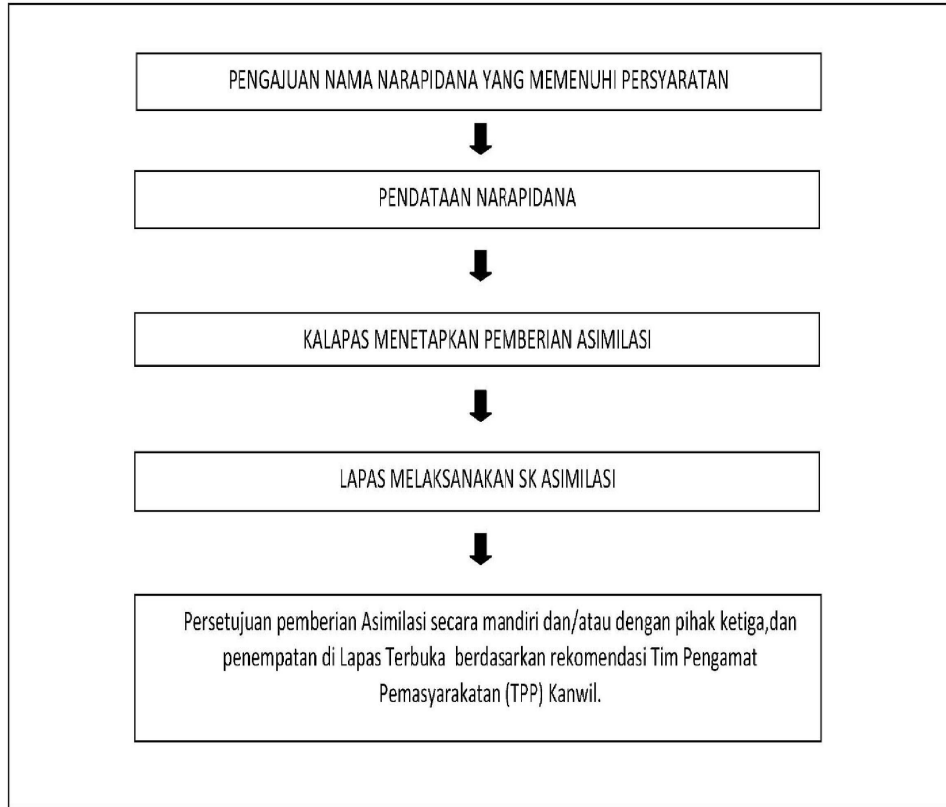 PENGAJUAN NAMA NARAPIDANA YANG MEMENUHI PERSYARATAN
PENDATAAN NARAPIDANA
KALAPAS MENETAPKAN PEMBERIAN ASIMILASI
LAPAS MELAKSANAKAN SK ASIMILASI
Persetujuan pemberian Asimilasi secara mandiri dan/atau dengan pihak ketiga,dan
penempatan di Lapas Terbuka berdasarkan rekomendasi Tim Pengamat
Pemasyarakatan (TPP) Kanwil.